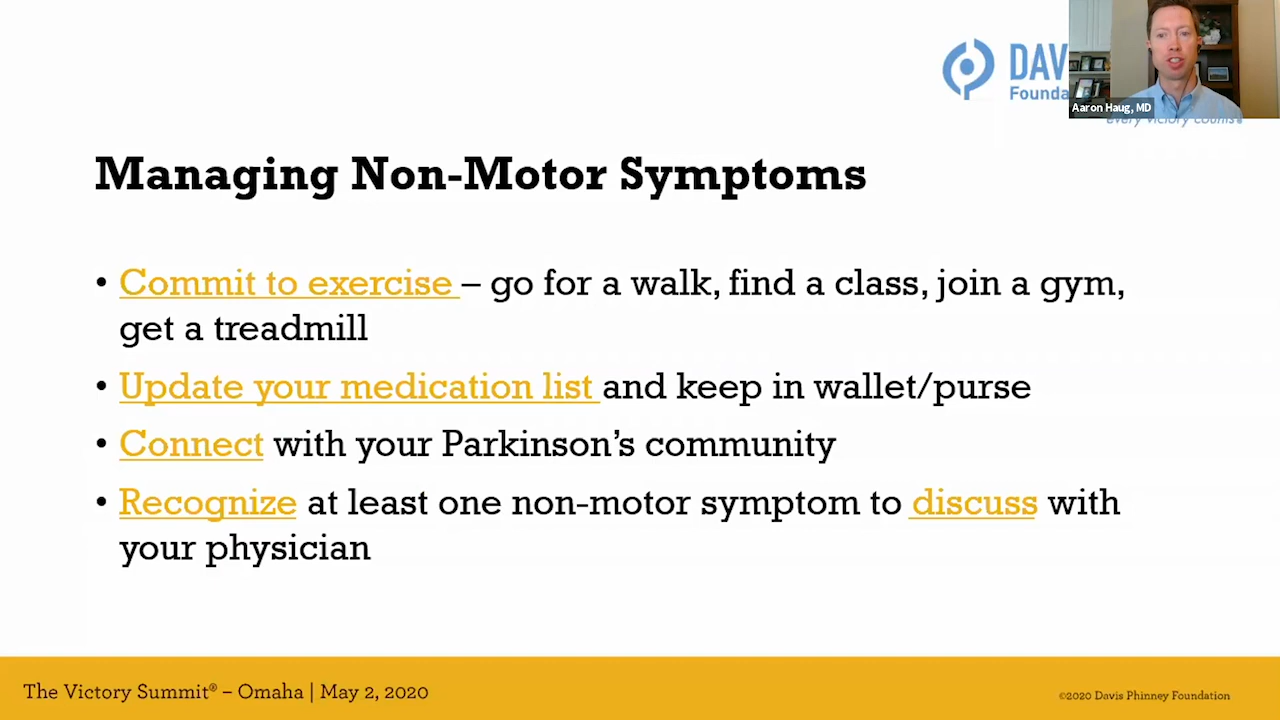 DAV
Founda
Aaron Haug, MD
every victory counts®
Managing Non-Motor Symptoms
• Commit to exercise – go for a walk, find a class, join a gym,
get a treadmill
• Update your medication list and keep in wallet/purse
• Connect with your Parkinson's community
• Recognize at least one non-motor symptom to discuss with
your physician
The Victory Summit® – Omaha | May 2, 2020
©2020 Davis Phinney Foundation